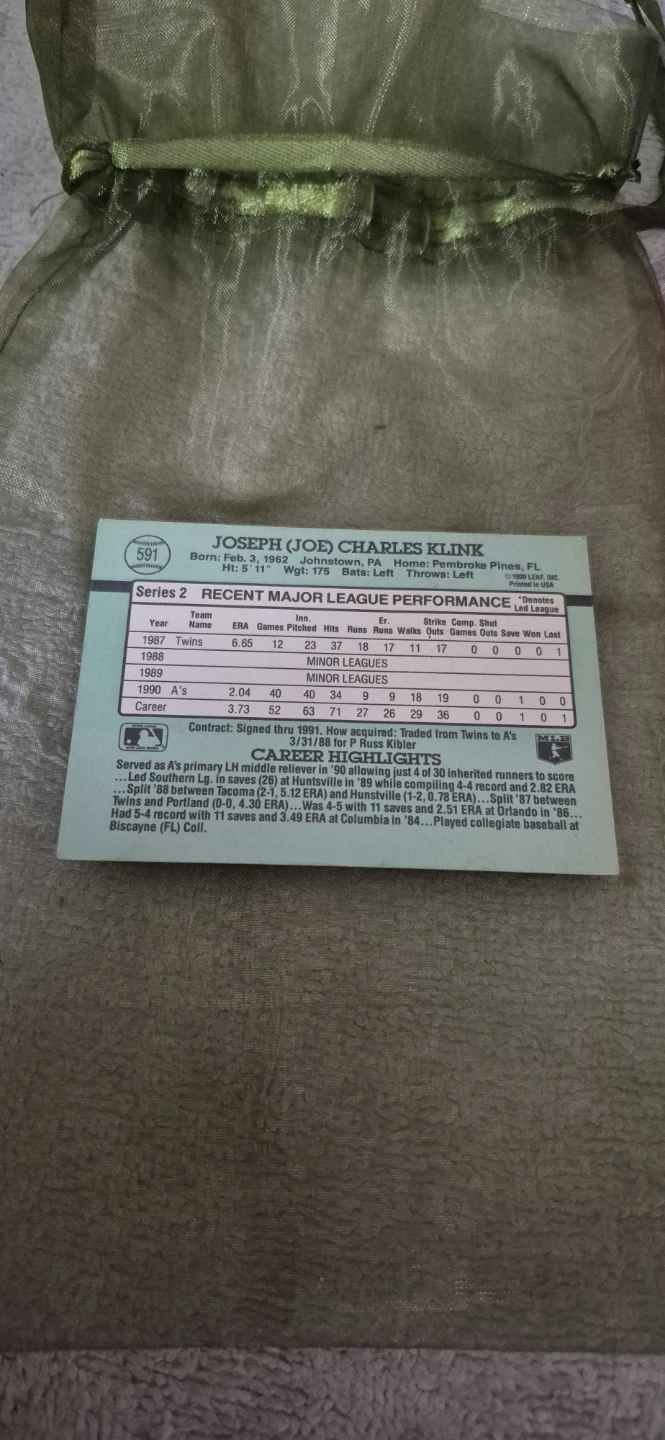 591
JOSEPH (JOE) CHARLES KLINK
Born: Feb. 3, 1962 Johnstown, PA Home: Pembroke Pines, FL
Ht: 5' 11" Wgt: 175 Bats: Left Throws: Left
© 1990 LEAF, INC.
Printed in USA
Series 2 RECENT MAJOR LEAGUE PERFORMANCE *Denotes Led League
Year Team Name ERA Games Inn. Pitched Hits Runs Er. Runs Walks Strike Outs Comp. Games Shut Outs Save Won Lost
1987 Twins 6.65 12 23 37 18 17 11 17 0 0 0 0 1
1988 MINOR LEAGUES
1989 MINOR LEAGUES
1990 A's 2.04 40 40 34 9 9 18 19 0 0 1 0 0
Career 3.73 52 63 71 27 26 29 36 0 0 1 0 1
Contract: Signed thru 1991. How acquired: Traded from Twins to A's
3/31/88 for P Russ Kibler
MLB
CAREER HIGHLIGHTS
Served as A's primary LH middle reliever in '90 allowing just 4 of 30 inherited runners to score
...Led Southern Lg. in saves (26) at Huntsville in '89 while compiling 4-4 record and 2.82 ERA
...Split '88 between Tacoma (2-1, 5.12 ERA) and Huntsville (1-2, 0.78 ERA)...Split '87 between
Twins and Portland (0-0, 4.30 ERA)...Was 4-5 with 11 saves and 2.51 ERA at Orlando in '86...
Had 5-4 record with 11 saves and 3.49 ERA at Columbia in '84...Played collegiate baseball at
Biscayne (FL) Coll.